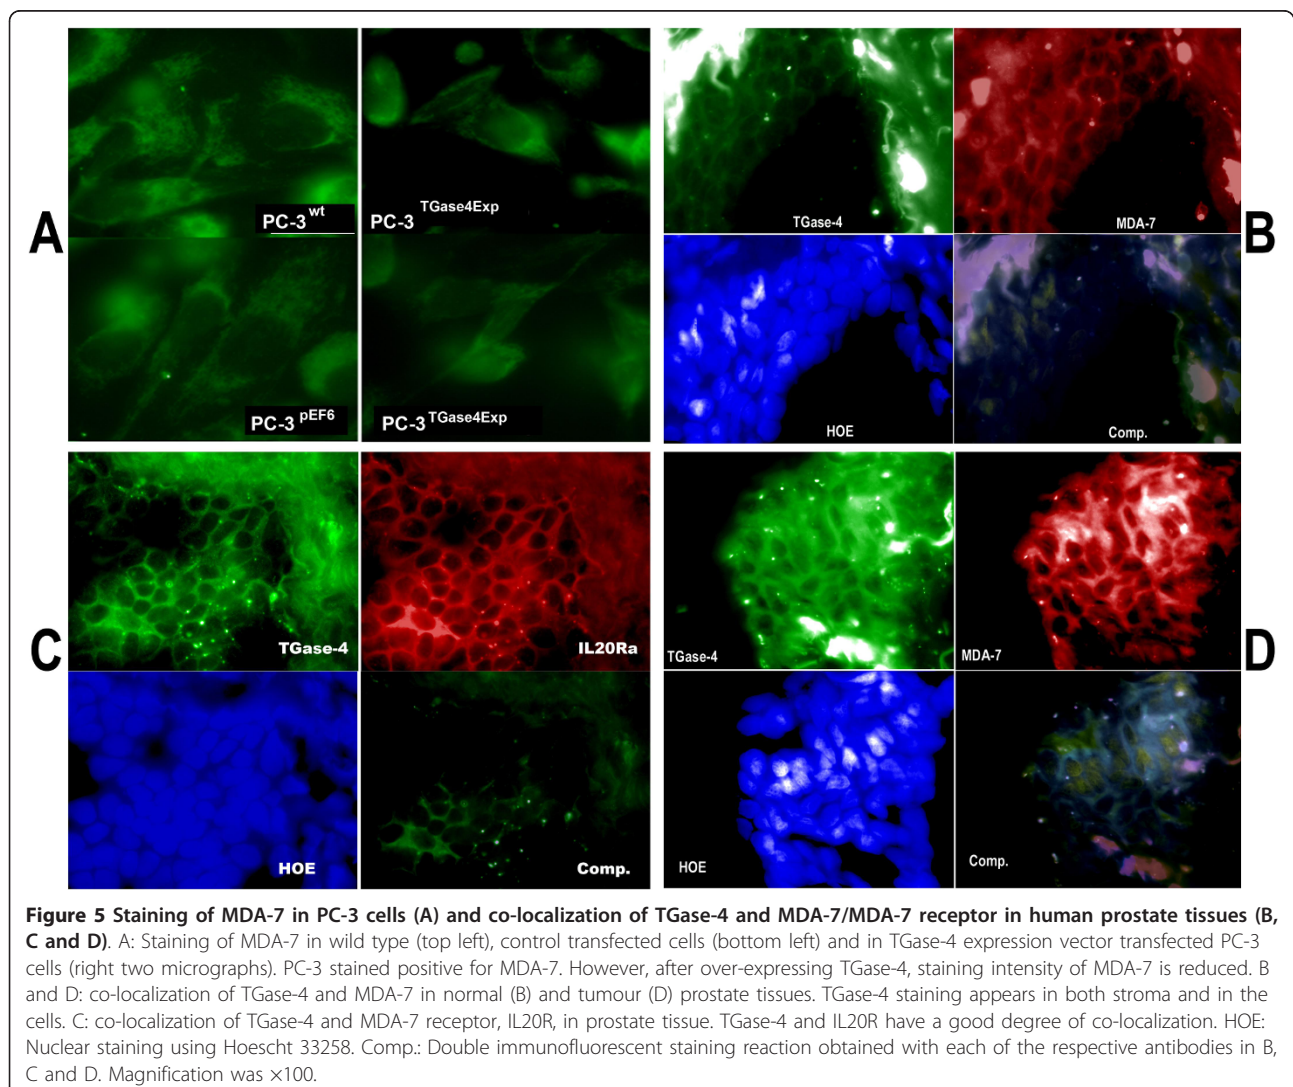 A
PC-3 wt
PC-3 TGase4Exp
PC-3 pEF6
PC-3 TGase4Exp
B
TGase-4
MDA-7
HOE
Comp.
C
TGase-4
IL20Ra
HOE
Comp.
D
TGase-4
MDA-7
HOE
Comp.
Figure 5 Staining of MDA-7 in PC-3 cells (A) and co-localization of TGase-4 and MDA-7/MDA-7 receptor in human prostate tissues (B,
C and D). A: Staining of MDA-7 in wild type (top left), control transfected cells (bottom left) and in TGase-4 expression vector transfected PC-3
cells (right two micrographs). PC-3 stained positive for MDA-7. However, after over-expressing TGase-4, staining intensity of MDA-7 is reduced. B
and D: co-localization of TGase-4 and MDA-7 in normal (B) and tumour (D) prostate tissues. TGase-4 staining appears in both stroma and in the
cells. C: co-localization of TGase-4 and MDA-7 receptor, IL20R, in prostate tissue. TGase-4 and IL20R have a good degree of co-localization. HOE:
Nuclear staining using Hoescht 33258. Comp.: Double immunofluorescent staining reaction obtained with each of the respective antibodies in B,
C and D. Magnification was ×100.